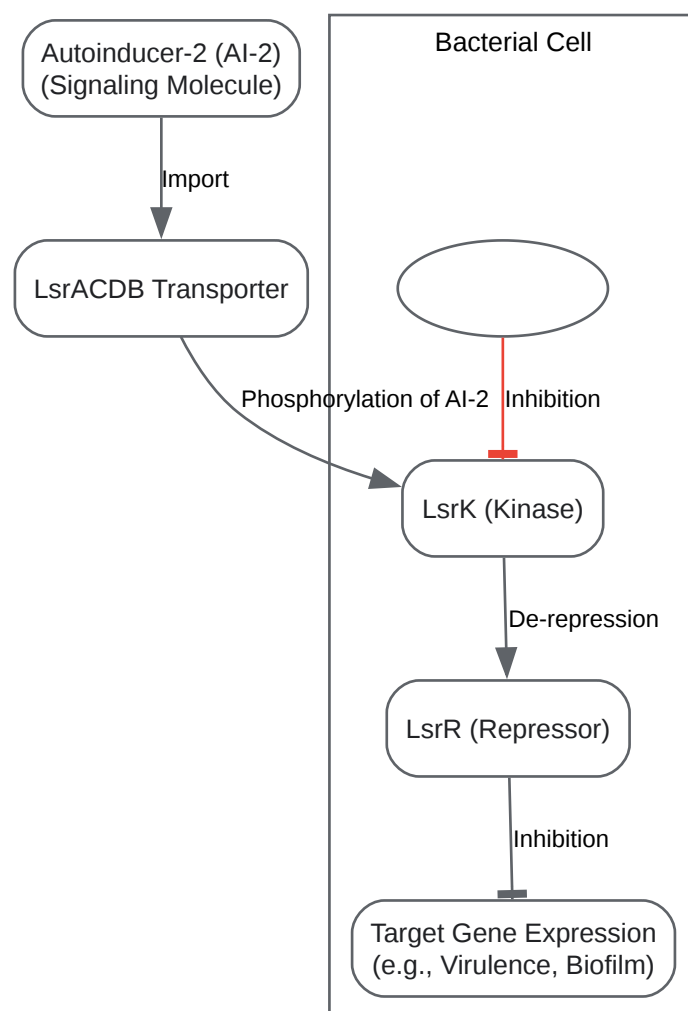 Bacterial Cell
Autoinducer-2 (AI-2)
(Signaling Molecule)
Import
LsrACDB Transporter
Phosphorylation of AI-2
Inhibition
LsrK (Kinase)
De-repression
LsrR (Repressor)
Inhibition
Target Gene Expression
(e.g., Virulence, Biofilm)